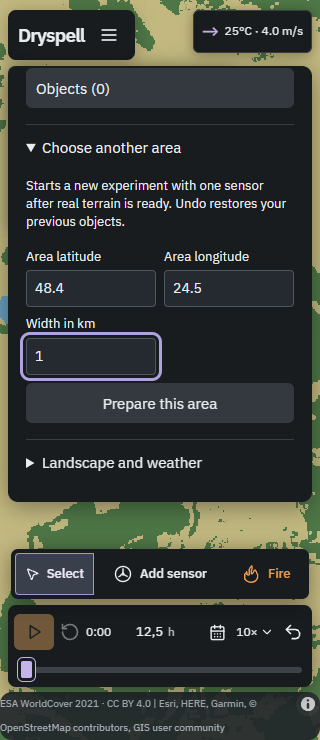 Dryspell
25°C · 4.0 m/s
Objects (0)
Choose another area
Starts a new experiment with one sensor
after real terrain is ready. Undo restores your
previous objects.
Area latitude
Area longitude
48.4
24.5
Width in km
1
Prepare this area
Landscape and weather
Select
Add sensor
Fire
0:00
12,5 h
10×
ESA WorldCover 2021 · CC BY 4.0 | Esri, HERE, Garmin, ©
OpenStreetMap contributors, GIS user community